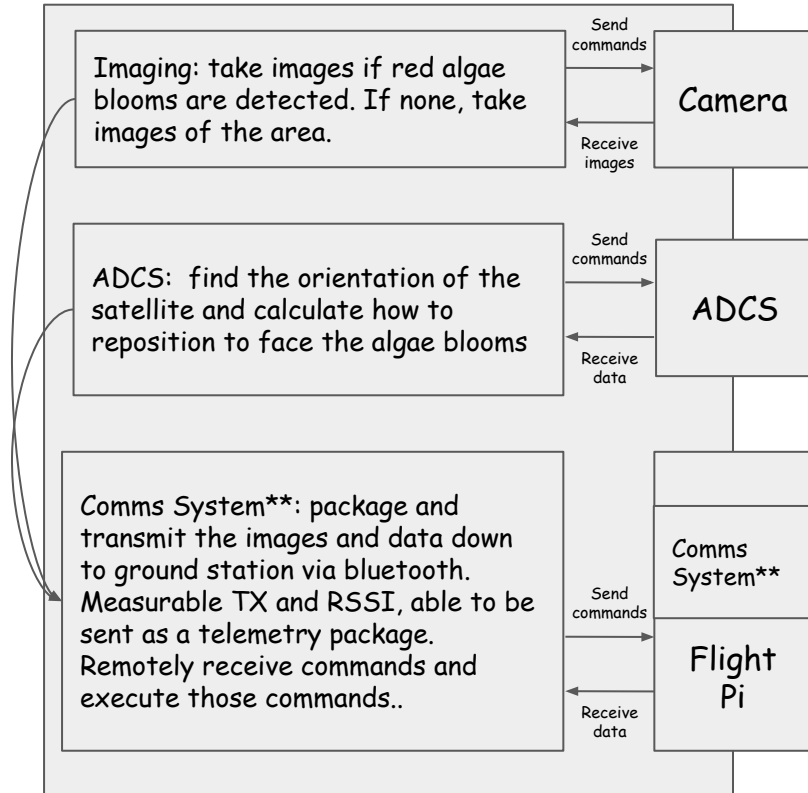 Imaging: take images if red algae
blooms are detected. If none, take
images of the area.
Send
commands
Receive
images
Camera
ADCS:  find the orientation of the
satellite and calculate how to
reposition to face the algae blooms
Send
commands
Receive
data
ADCS
Comms System**: package and
transmit the images and data down
to ground station via bluetooth.
Measurable TX and RSSI, able to be
sent as a telemetry package.
Remotely receive commands and
execute those commands..
Send
commands
Receive
data
Comms
System**
Flight
Pi